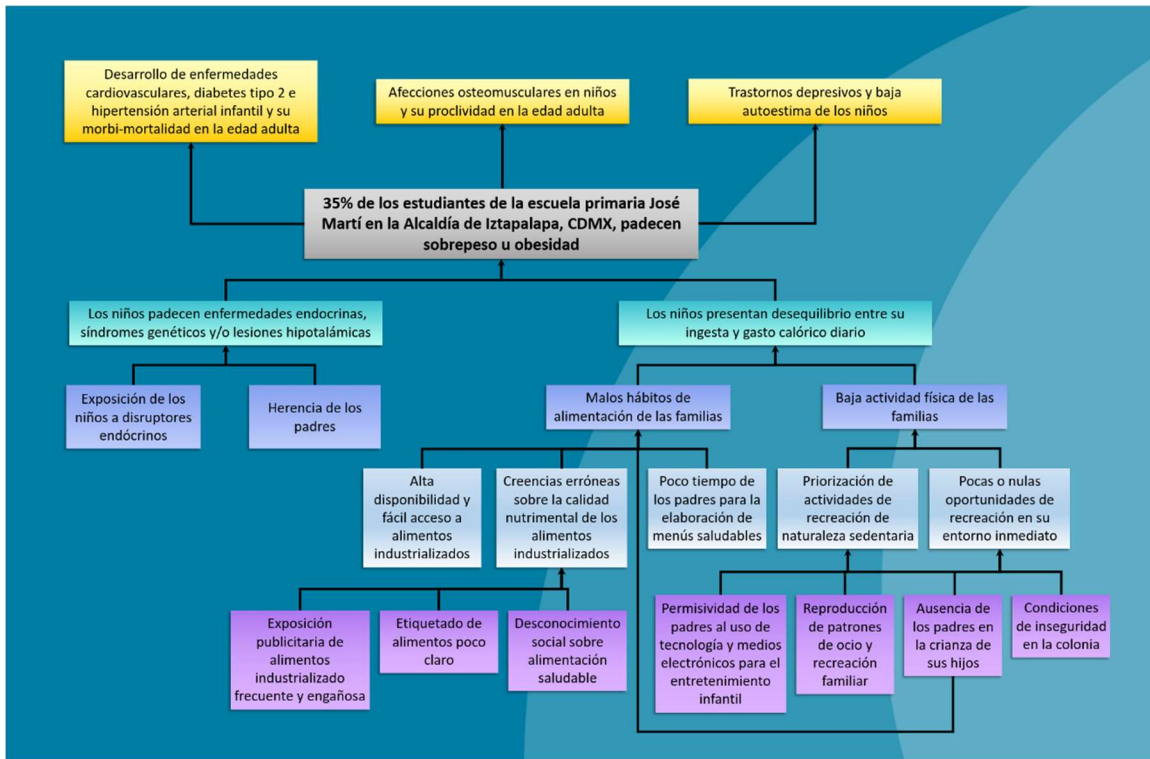 Desarrollo de enfermedades
cardiovasculares, diabetes tipo 2 e
hipertensión arterial infantil y su
morbi-mortalidad en la edad adulta
Afecciones osteomusculares en niños
y su proclividad en la edad adulta
Trastornos depresivos y baja
autoestima de los niños
35% de los estudiantes de la escuela primaria José
Martí en la Alcaldía de Iztapalapa, CDMX, padecen
sobrepeso u obesidad
Los niños padecen enfermedades endocrinas,
síndromes genéticos y/o lesiones hipotalámicas
Los niños presentan desequilibrio entre su
ingesta y gasto calórico diario
Exposición de los
niños a disruptores
endócrinos
Herencia de los
padres
Malos hábitos de
alimentación de las familias
Baja actividad física de las
familias
Alta
disponibilidad y
fácil acceso a
alimentos
industrializados
Creencias erróneas
sobre la calidad
nutrimental de los
alimentos
industrializados
Poco tiempo de
los padres para la
elaboración de
menús saludables
Priorización de
actividades de
recreación de
naturaleza sedentaria
Pocas o nulas
oportunidades de
recreación en su
entorno inmediato
Exposición
publicitaria de
alimentos
industrializado
frecuente y engañosa
Etiquetado de
alimentos poco
claro
Desconocimiento
social sobre
alimentación
saludable
Permisividad de los
padres al uso de
tecnología y medios
electrónicos para el
entretenimiento
infantil
Reproducción
de patrones
de ocio y
recreación
familiar
Ausencia de
los padres en
la crianza de
sus hijos
Condiciones
de inseguridad
en la colonia